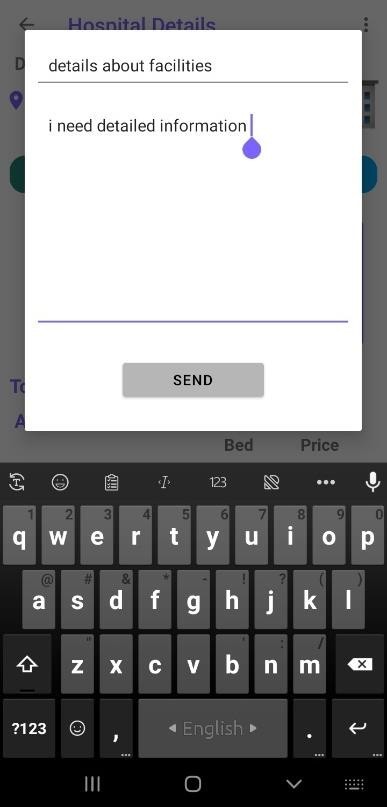 Hospital Details
D
details about facilities
i need detailed information
SEND
To
A
Bed Price
123
1 2 3 4 5 6 7 8 9 0
q w e r t y u i o p
@ # & * - ! ? ( )
a s d f g h j k l
" ' : /
z x c v b n m
?123 , English .